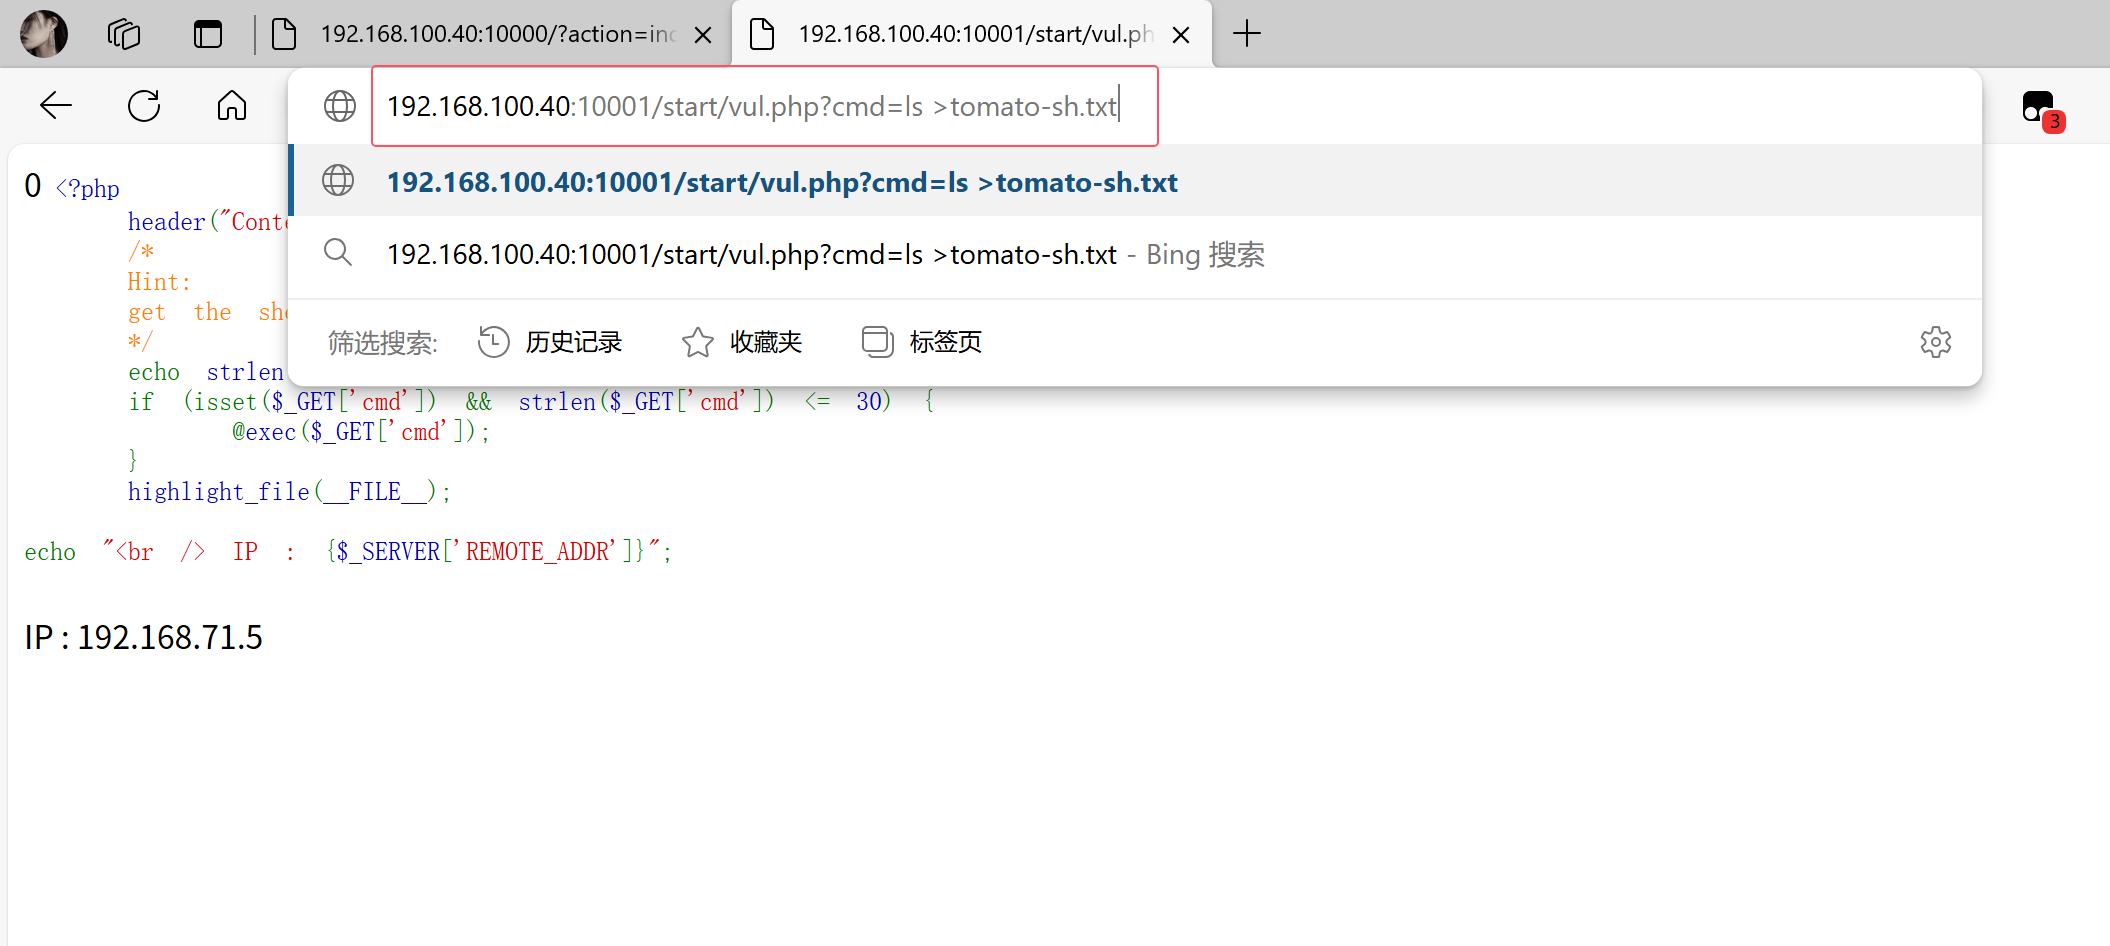 192.168.100.40:10000/?action=in
192.168.100.40:10001/start/vul.ph
192.168.100.40:10001/start/vul.php?cmd=ls >tomato-sh.txt
3
192.168.100.40:10001/start/vul.php?cmd=ls >tomato-sh.txt
192.168.100.40:10001/start/vul.php?cmd=ls >tomato-sh.txt - Bing 搜索
筛选搜索: 历史记录 收藏夹 标签页
0 <?php
header("Cont
/*
Hint:
get the sh
*/
echo strlen
if (isset($_GET['cmd']) && strlen($_GET['cmd']) <= 30) {
@exec($_GET['cmd']);
}
highlight_file(__FILE__);
echo "<br /> IP : {$_SERVER['REMOTE_ADDR']}";
IP : 192.168.71.5